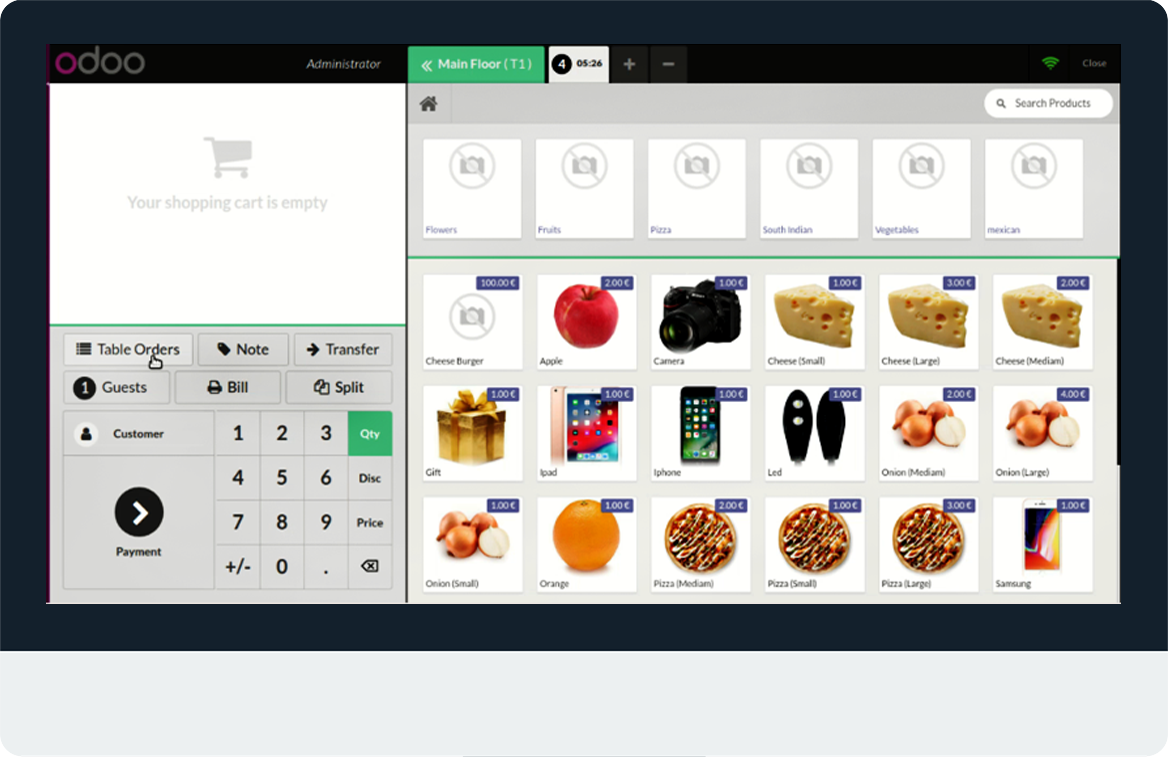 odoo
Administrator
« Main Floor ( T1 )
4 05:26
+
−
Close
Search Products
Your shopping cart is empty
Flowers
Fruits
Pizza
South Indian
Vegetables
mexican
Table Orders
Note
Transfer
1 Guests
Bill
Split
Customer
1 2 3 Qty
4 5 6 Disc
7 8 9 Price
+/- 0 .
Payment
100.00 €
Cheese Burger
2.00 €
Apple
1.00 €
Camera
1.00 €
Cheese (Small)
3.00 €
Cheese (Large)
2.00 €
Cheese (Mediam)
1.00 €
Gift
1.00 €
Ipad
1.00 €
Iphone
1.00 €
Led
2.00 €
Onion (Mediam)
4.00 €
Onion (Large)
1.00 €
Onion (Small)
1.00 €
Orange
2.00 €
Pizza (Mediam)
1.00 €
Pizza (Small)
3.00 €
Pizza (Large)
1.00 €
Samsung